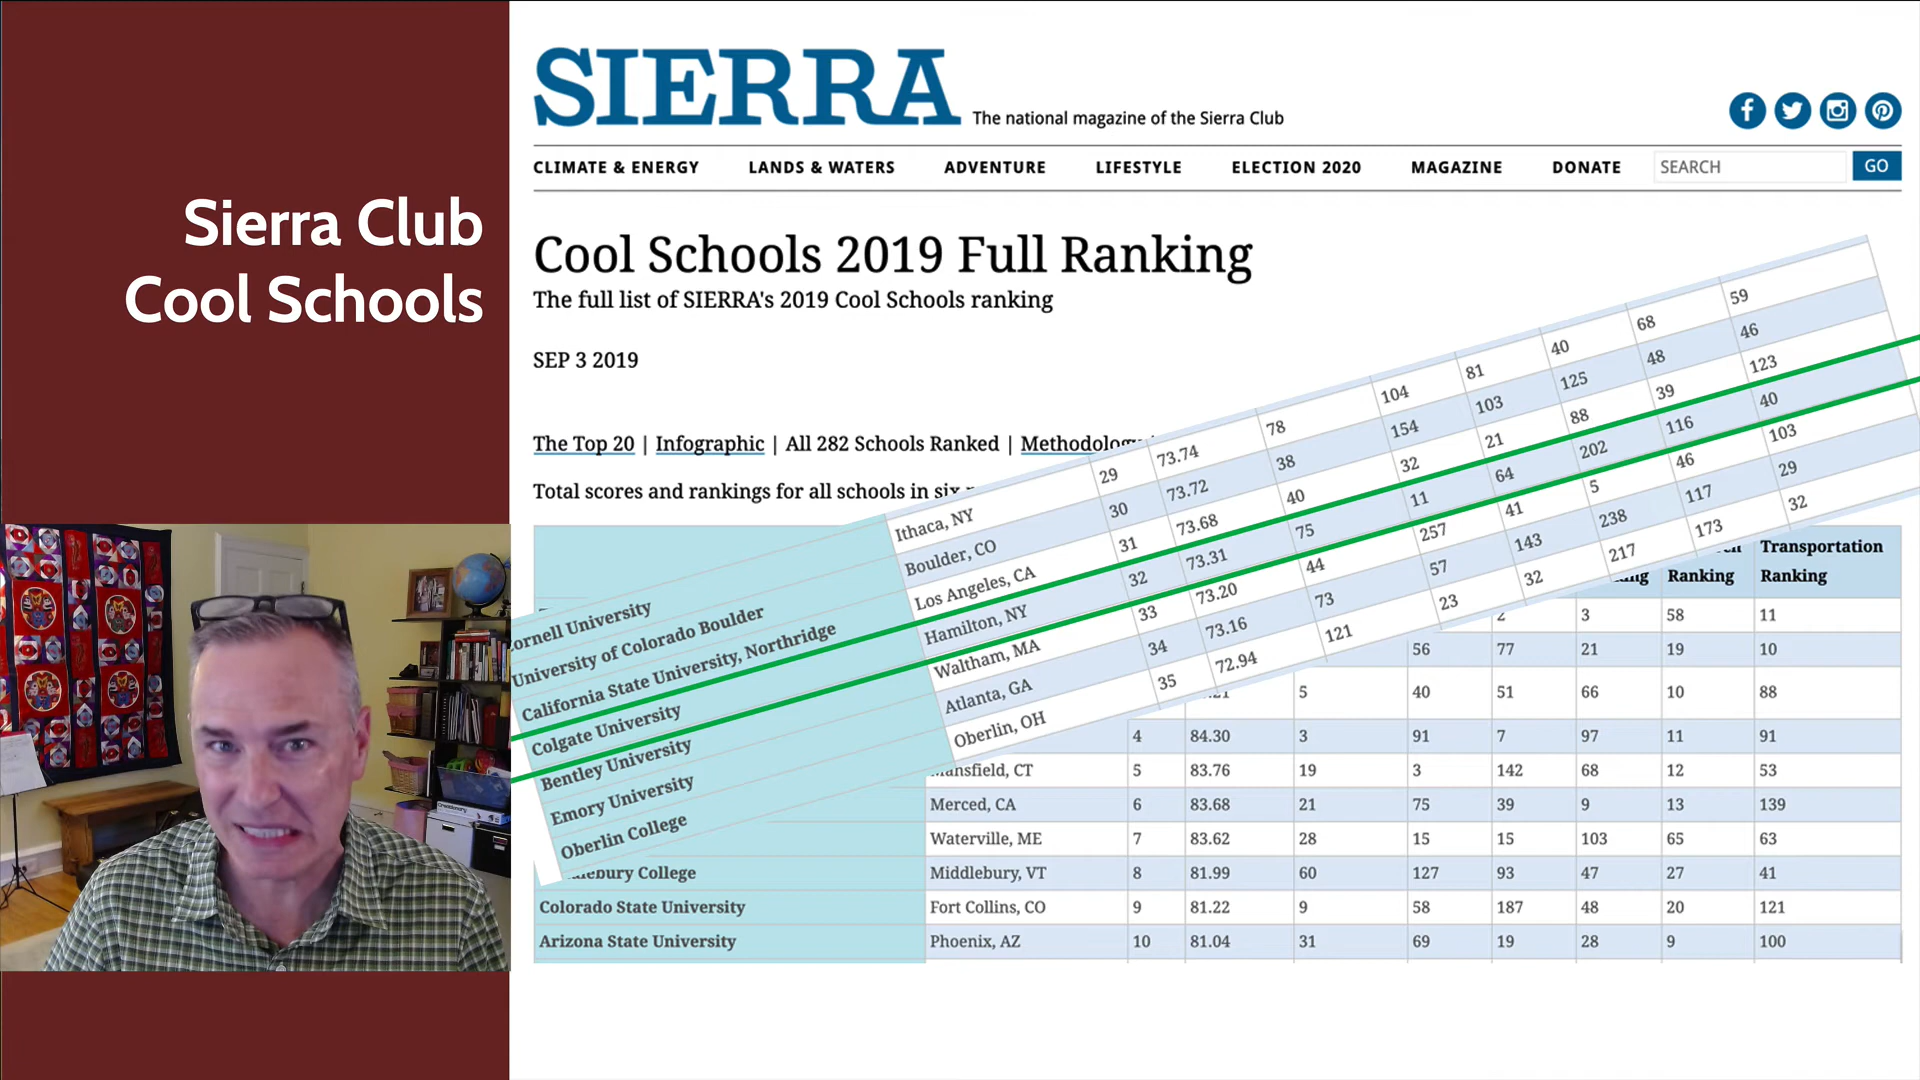 Sierra Club
Cool Schools
SIERRA
The national magazine of the Sierra Club
CLIMATE & ENERGY LANDS & WATERS ADVENTURE LIFESTYLE ELECTION 2020 MAGAZINE DONATE SEARCH GO
Cool Schools 2019 Full Ranking
The full list of SIERRA's 2019 Cool Schools ranking
SEP 3 2019
The Top 20 | Infographic | All 282 Schools Ranked | Methodology
Total scores and rankings for all schools in six
ornell University Ithaca, NY 29 73.74 78 104 81 40 68 59
University of Colorado Boulder Boulder, CO 30 73.72 38 154 103 125 48 46
California State University, Northridge Los Angeles, CA 31 73.68 40 32 21 88 39 123
Colgate University Hamilton, NY 32 73.31 75 11 64 202 116 40
Bentley University Waltham, MA 33 73.20 44 257 41 5 46 103
Emory University Atlanta, GA 34 73.16 73 57 143 238 117 29
Oberlin College Oberlin, OH 35 72.94 121 23 32 217 173 32
Transportation
Ranking Ranking
2 3 58 11
56 77 21 19 10
5 40 51 66 10 88
4 84.30 3 91 7 97 11 91
Mansfield, CT 5 83.76 19 3 142 68 12 53
Merced, CA 6 83.68 21 75 39 9 13 139
Waterville, ME 7 83.62 28 15 15 103 65 63
ebury College Middlebury, VT 8 81.99 60 127 93 47 27 41
Colorado State University Fort Collins, CO 9 81.22 9 58 187 48 20 121
Arizona State University Phoenix, AZ 10 81.04 31 69 19 28 9 100